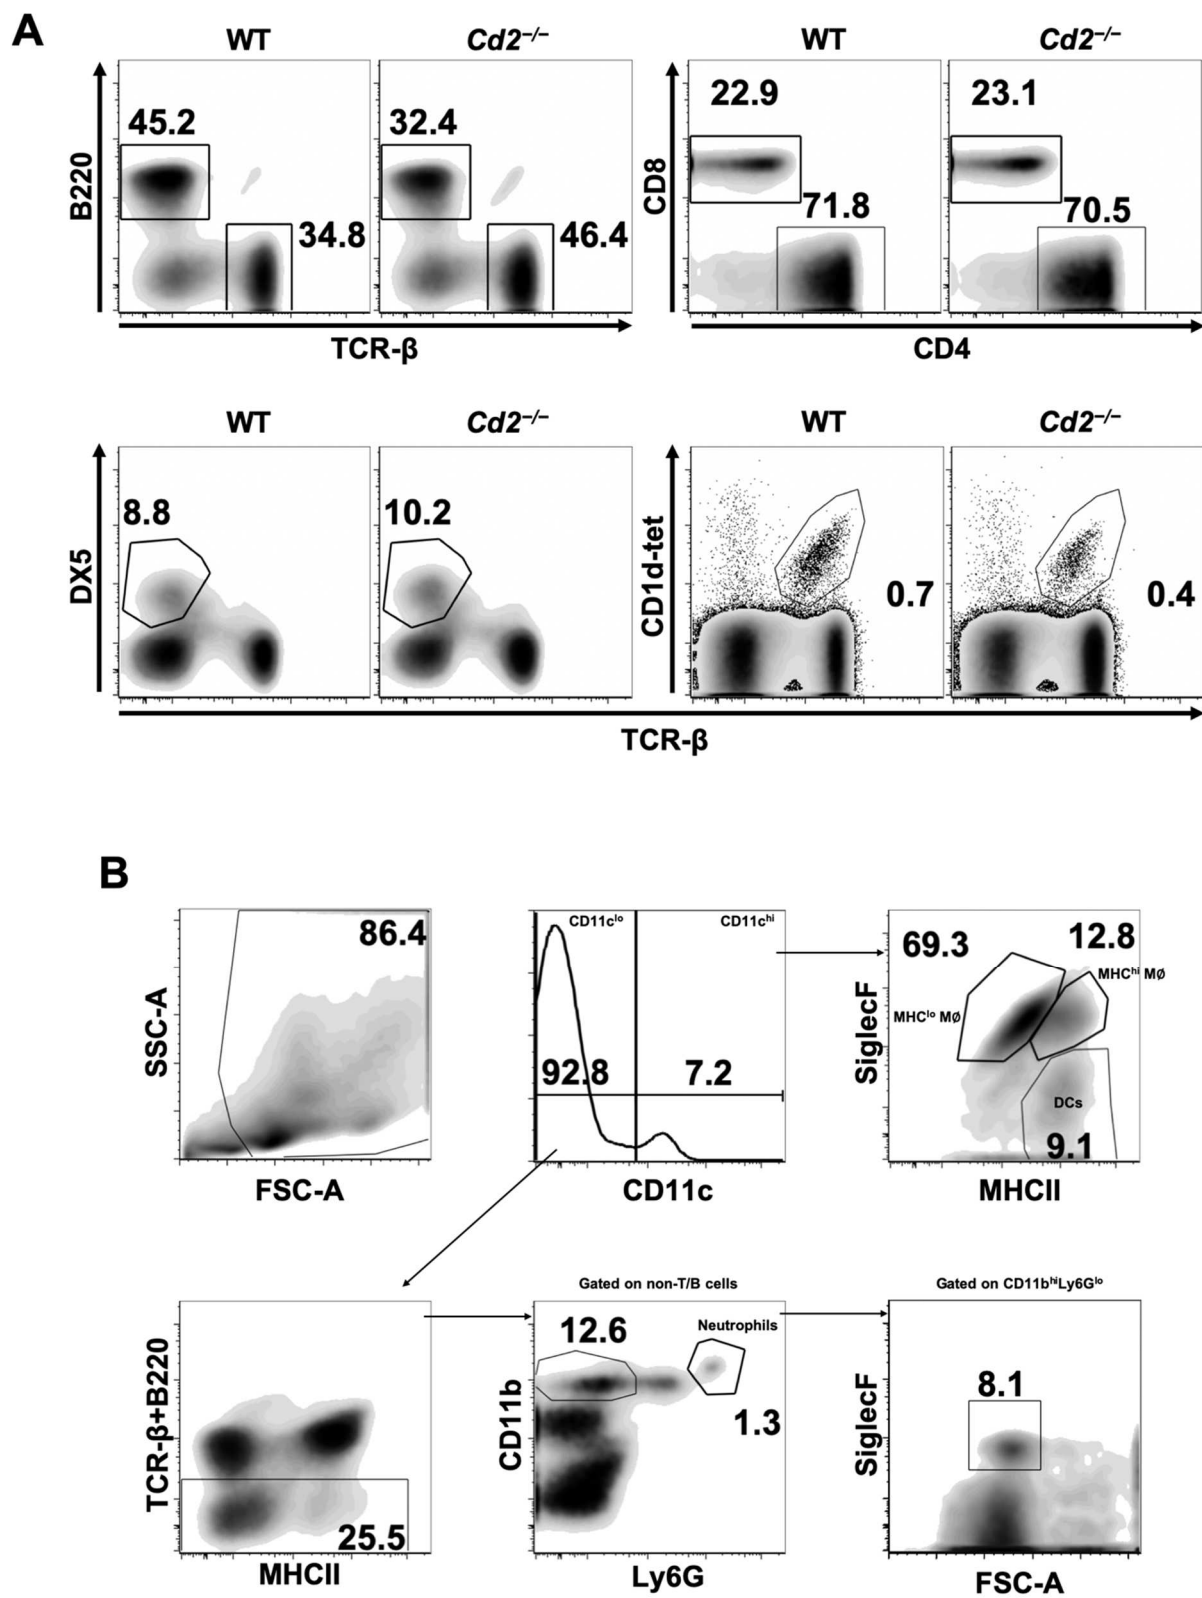 A
WT
Cd2–/–
WT
Cd2–/–
45.2
32.4
22.9
23.1
B220
CD8
34.8
46.4
71.8
70.5
TCR-β
CD4
WT
Cd2–/–
WT
Cd2–/–
8.8
10.2
DX5
CD1d-tet
0.7
0.4
TCR-β
B
86.4
SSC-A
FSC-A
CD11clo
CD11chi
92.8
7.2
CD11c
69.3
12.8
MHChi MØ
MHClo MØ
SiglecF
DCs
9.1
MHCII
TCR-β+B220
25.5
MHCII
Gated on non-T/B cells
12.6
Neutrophils
CD11b
1.3
Ly6G
Gated on CD11bhiLy6Glo
8.1
SiglecF
FSC-A